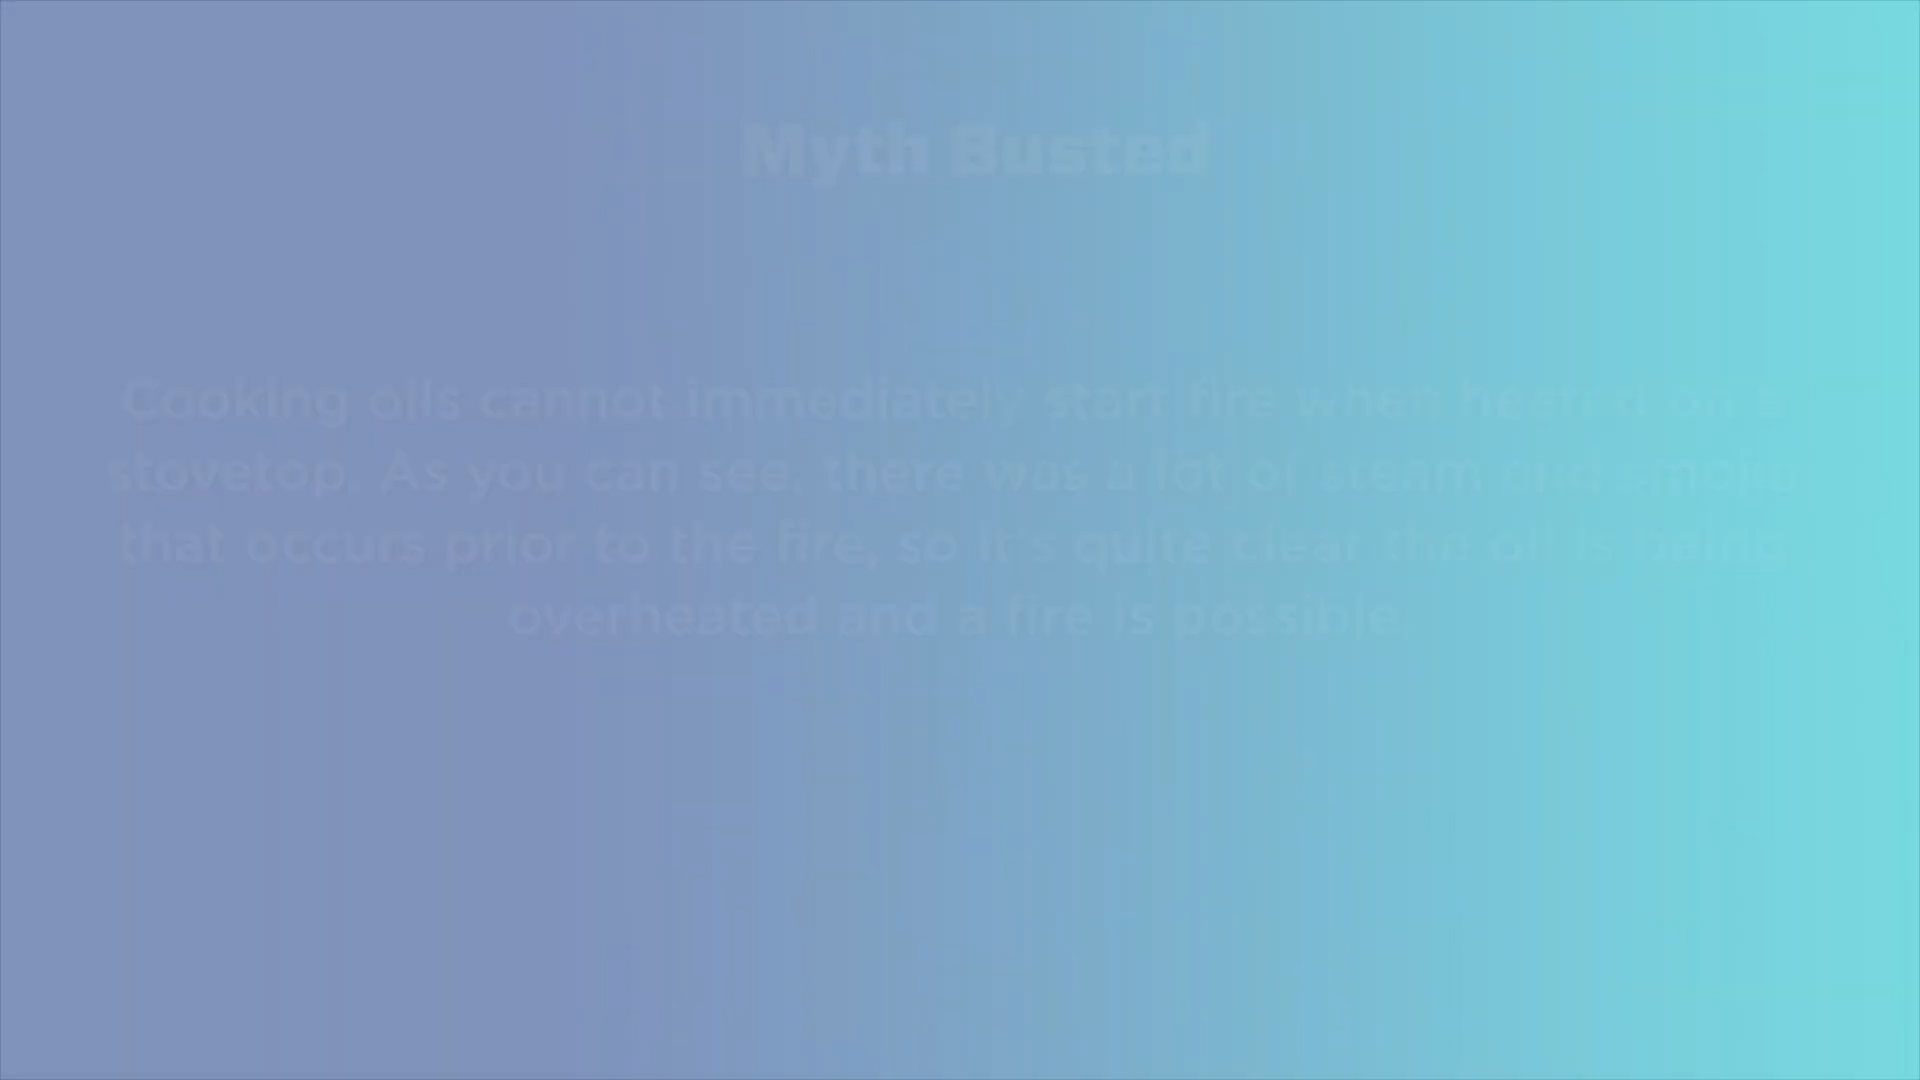 Myth Busted
Cooking oils cannot immediately start fire when heated on a
stovetop. As you can see, there was a lot of steam and smoke
that occurs prior to the fire, so it's quite clear the oil is being
overheated and a fire is possible.